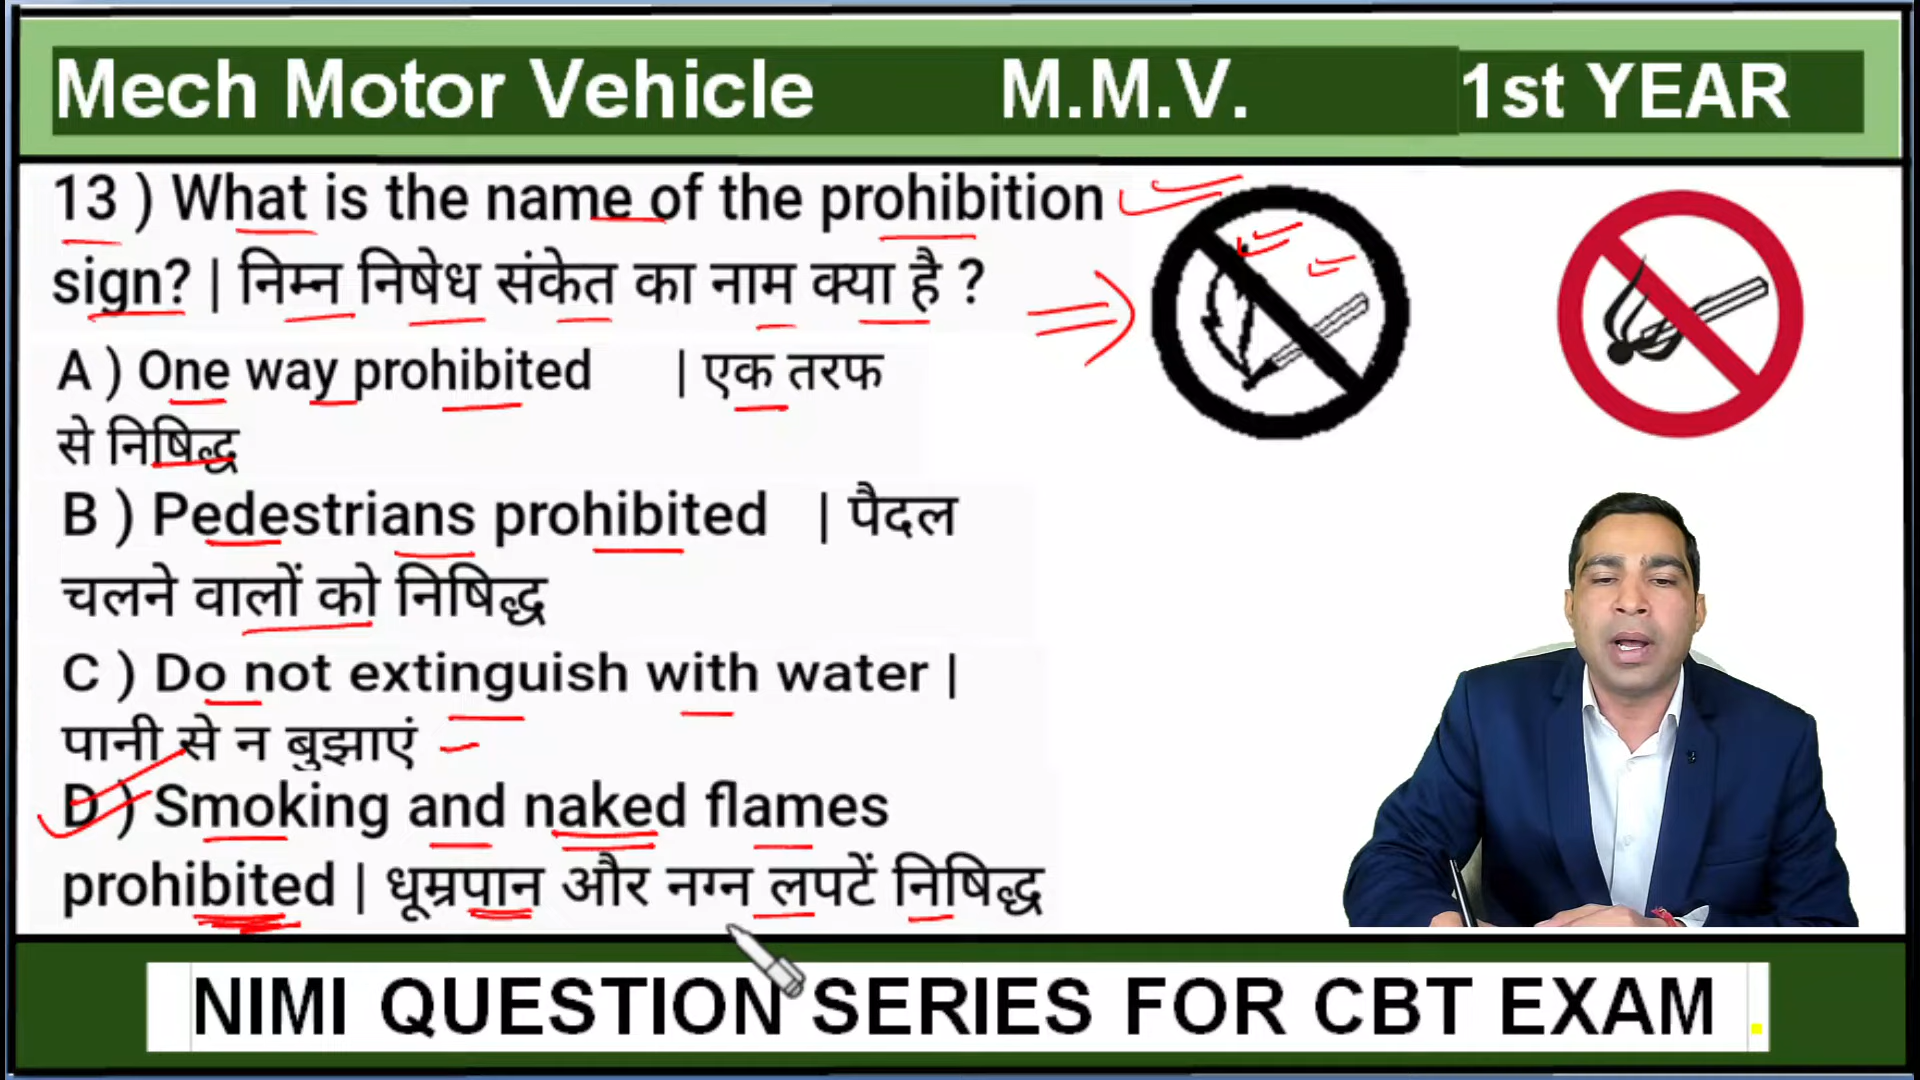 Mech Motor Vehicle M.M.V. 1st YEAR
13 ) What is the name of the prohibition
sign? | निम्न निषेध संकेत का नाम क्या है ?
A ) One way prohibited | एक तरफ
से निषिद्ध
B ) Pedestrians prohibited | पैदल
चलने वालों को निषिद्ध
C ) Do not extinguish with water |
पानी से न बुझाएं
D ) Smoking and naked flames
prohibited | धूम्रपान और नग्न लपटें निषिद्ध
NIMI QUESTION SERIES FOR CBT EXAM .